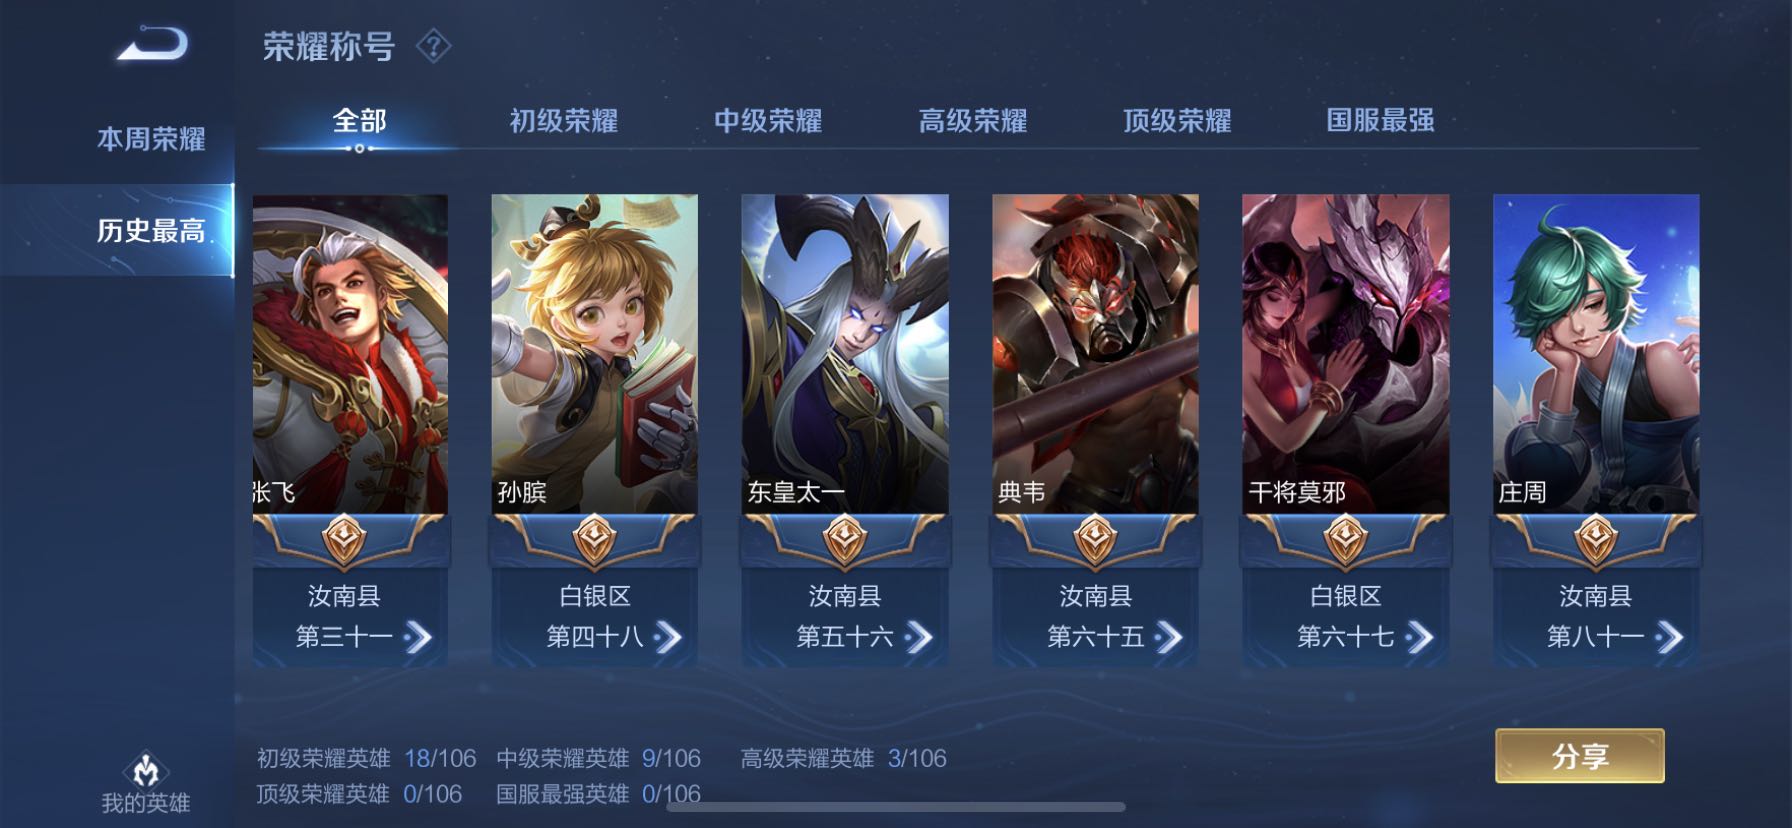 荣耀称号 ?
本周荣耀
历史最高
全部 初级荣耀 中级荣耀 高级荣耀 顶级荣耀 国服最强
张飞 孙膑 东皇太一 典韦 干将莫邪 庄周
汝南县 白银区 汝南县 汝南县 白银区 汝南县
第三十一 第四十八 第五十六 第六十五 第六十七 第八十一
初级荣耀英雄 18/106 中级荣耀英雄 9/106 高级荣耀英雄 3/106
顶级荣耀英雄 0/106 国服最强英雄 0/106
分享
我的英雄